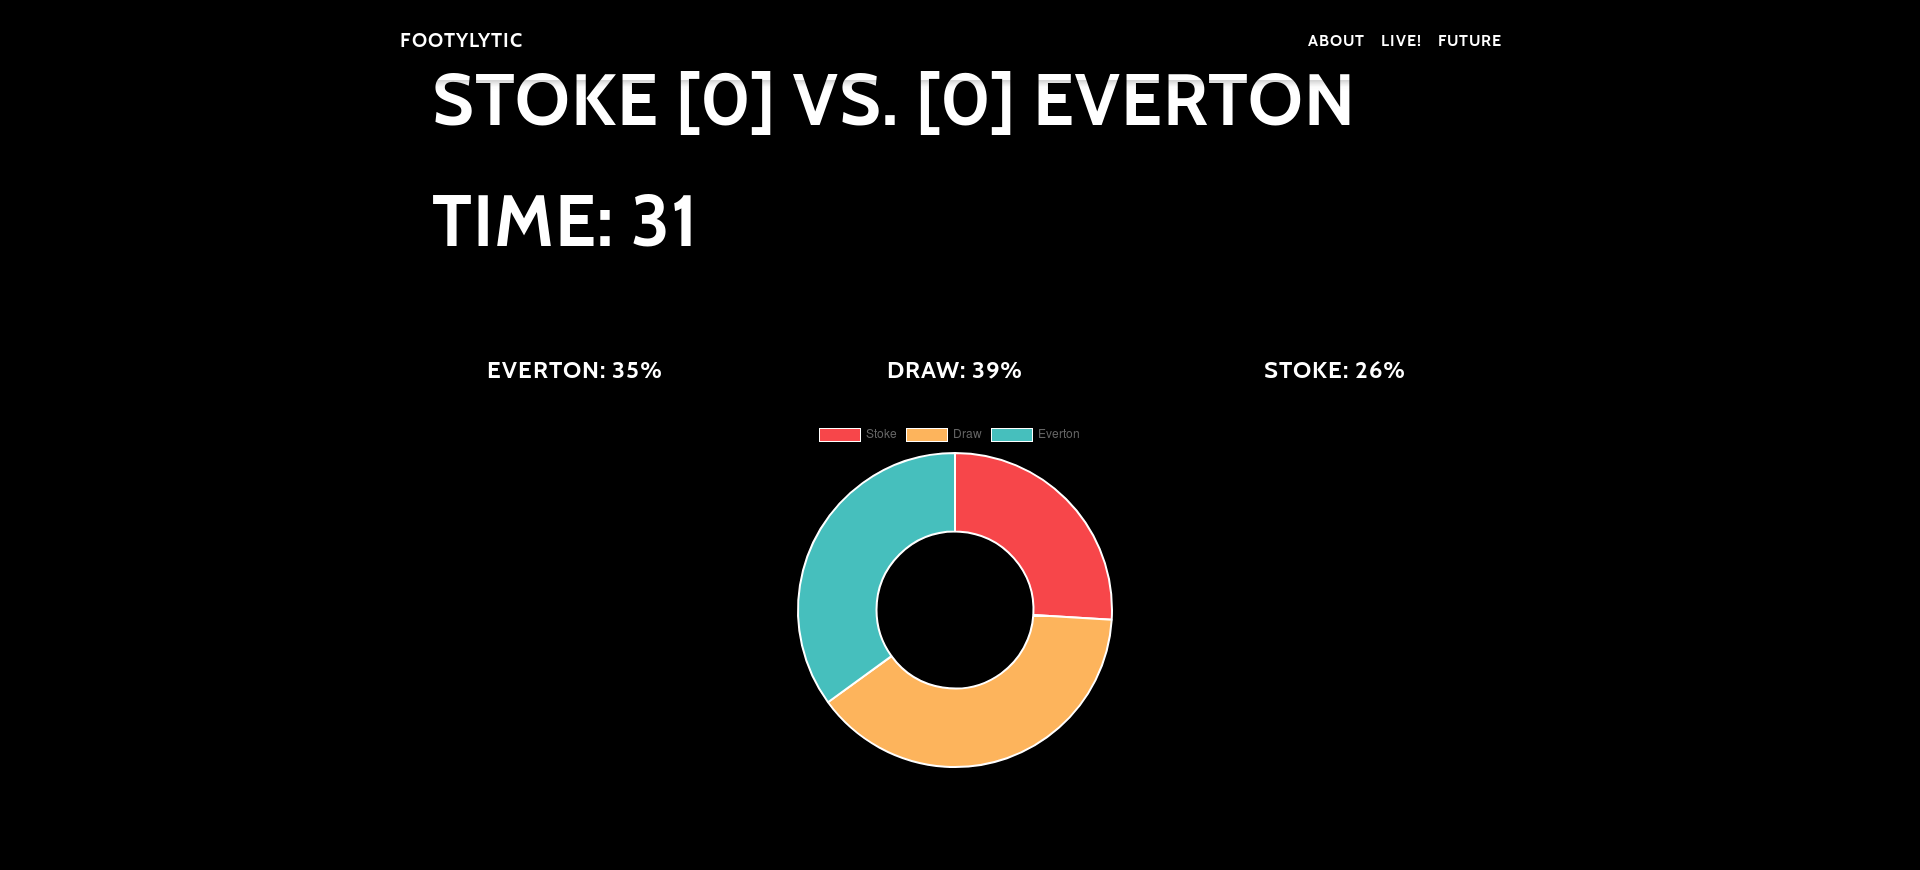 FOOTYLYTIC
ABOUT LIVE! FUTURE
STOKE [0] VS. [0] EVERTON
TIME: 31
EVERTON: 35% DRAW: 39% STOKE: 26%
Stoke Draw Everton